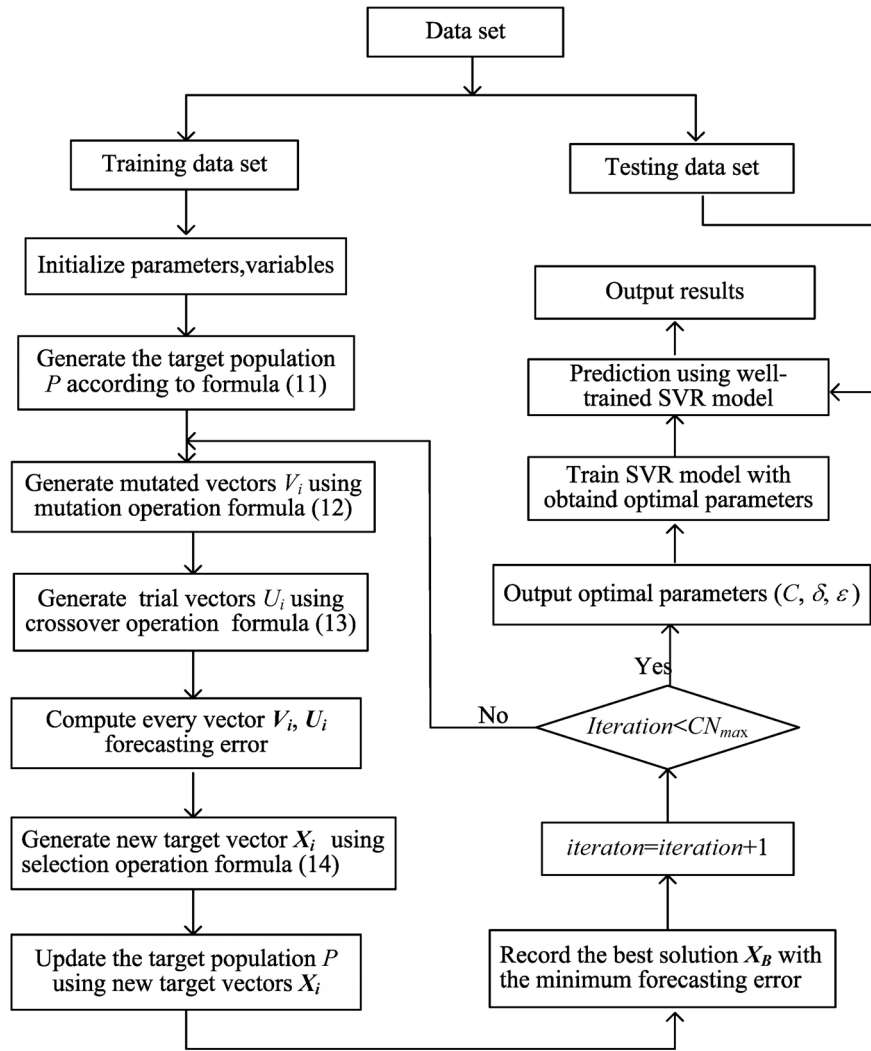 Data set
Training data set
Testing data set
Initialize parameters,variables
Output results
Generate the target population
P according to formula (11)
Prediction using well-
trained SVR model
Generate mutated vectors Vi using
mutation operation formula (12)
Train SVR model with
obtaind optimal parameters
Generate trial vectors Ui using
crossover operation formula (13)
Output optimal parameters (C, δ, ε)
Yes
Compute every vector Vi, Ui
forecasting error
No
Iteration<CNmax
Generate new target vector Xi using
selection operation formula (14)
iteraton=iteration+1
Update the target population P
using new target vectors Xi
Record the best solution XB with
the minimum forecasting error